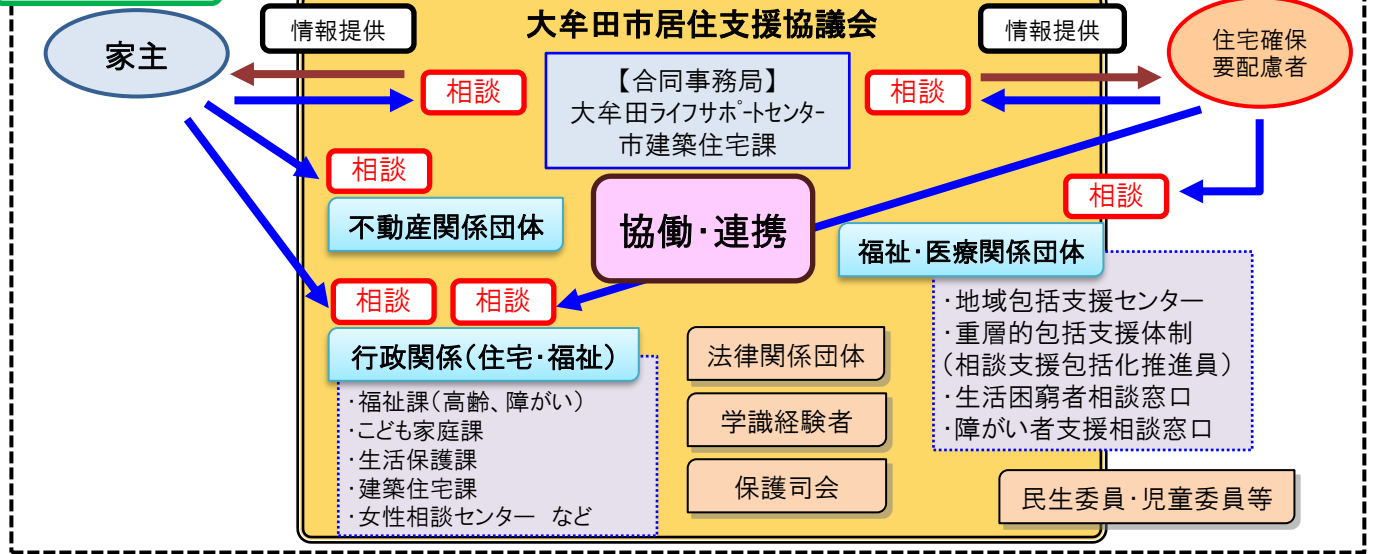 大牟田市居住支援協議会
情報提供
情報提供
家主
住宅確保
要配慮者
相談
【合同事務局】
大牟田ライフサポートセンター
市建築住宅課
相談
相談
不動産関係団体
協働・連携
相談
福祉・医療関係団体
・地域包括支援センター
・重層的包括支援体制
(相談支援包括化推進員)
・生活困窮者相談窓口
・障がい者支援相談窓口
相談
相談
行政関係(住宅・福祉)
・福祉課(高齢、障がい)
・こども家庭課
・生活保護課
・建築住宅課
・女性相談センター など
法律関係団体
学識経験者
保護司会
民生委員・児童委員等